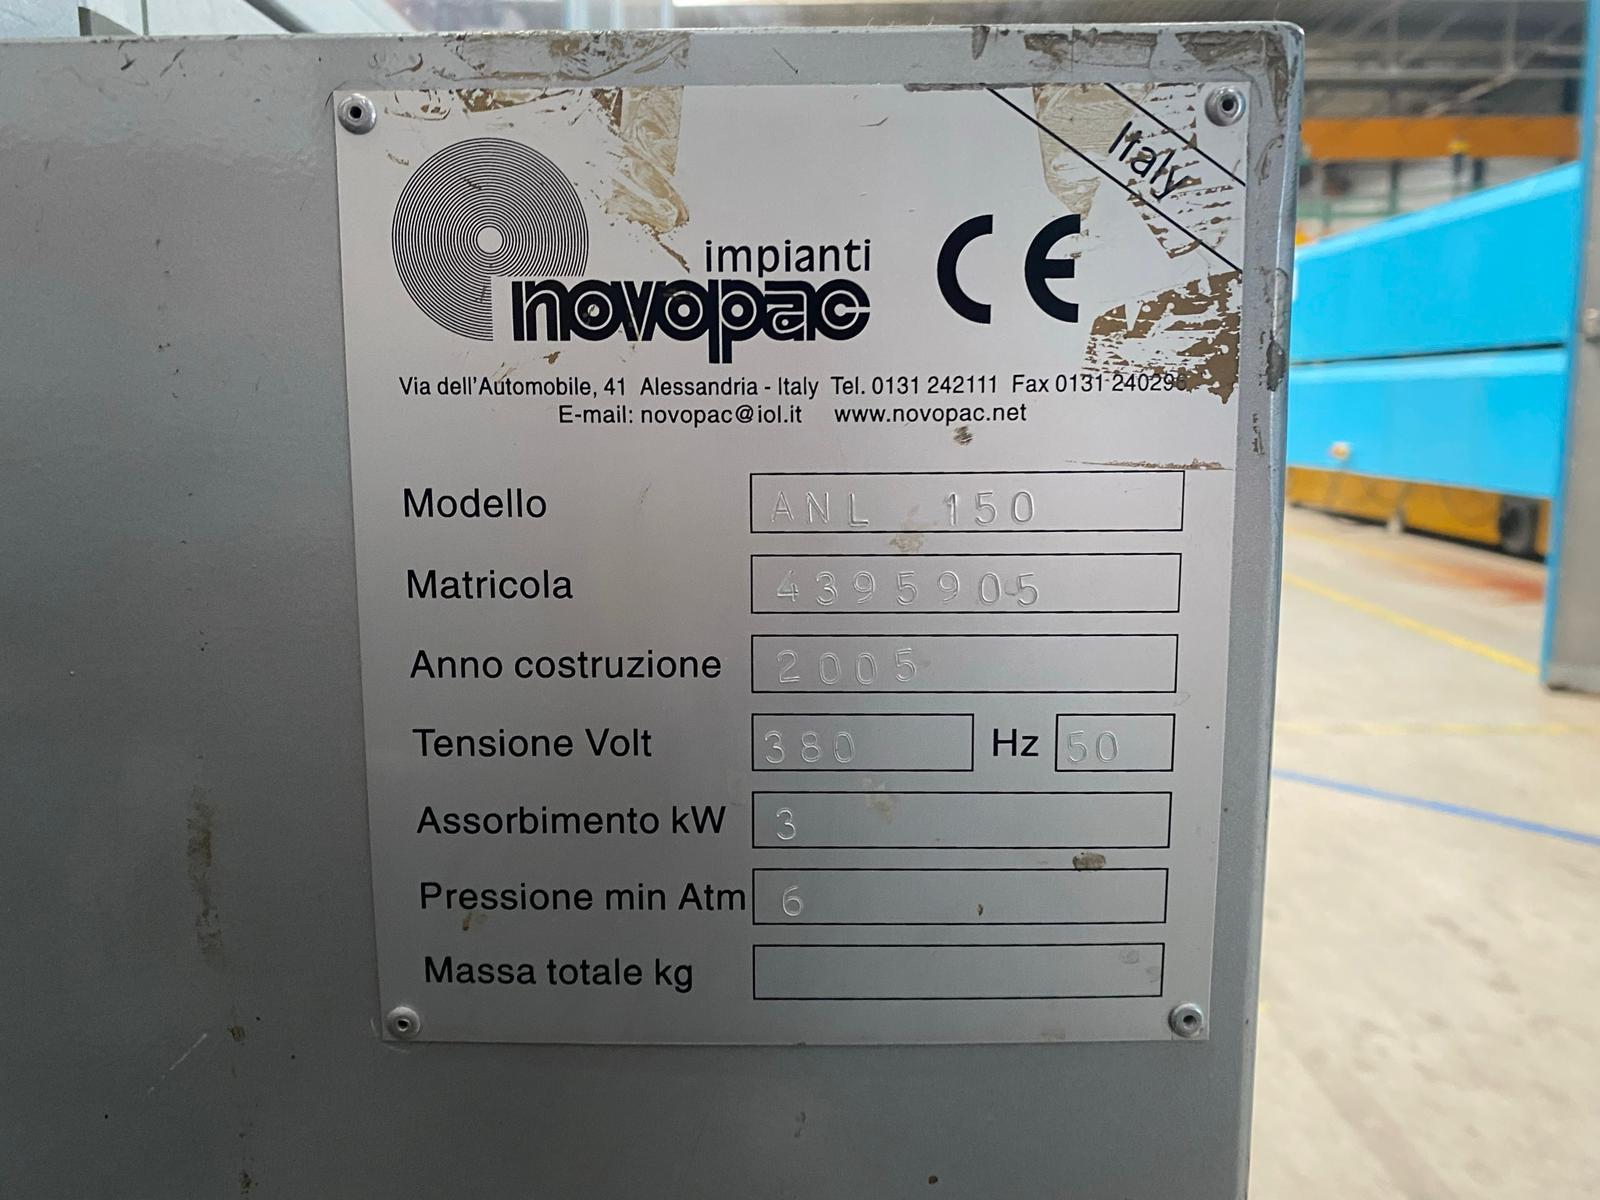 Italy
impianti
novopac
CE
Via dell'Automobile, 41 Alessandria - Italy Tel. 0131 242111 Fax 0131 240296
E-mail: novopac@iol.it www.novopac.net
Modello ANL 150
Matricola 4395905
Anno costruzione 2005
Tensione Volt 380 Hz 50
Assorbimento kW 3
Pressione min Atm 6
Massa totale kg